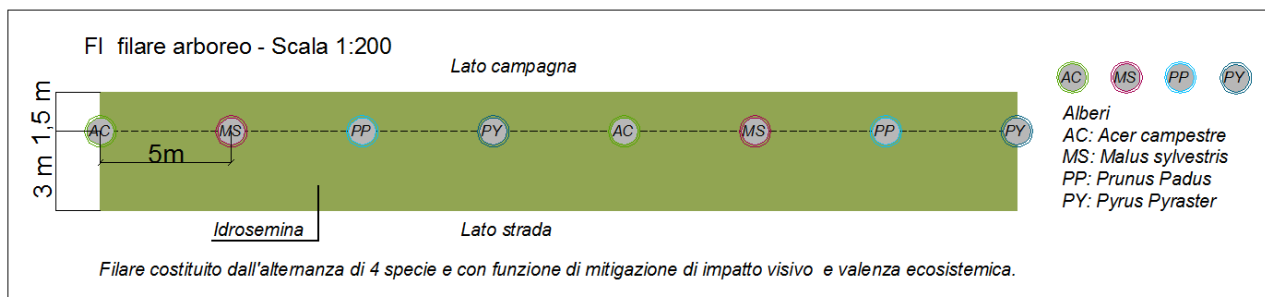 FI filare arboreo - Scala 1:200
Lato campagna
1,5 m
3 m
AC MS PP PY AC MS PP PY
5m
Idrosemina
Lato strada
Filare costituito dall'alternanza di 4 specie e con funzione di mitigazione di impatto visivo e valenza ecosistemica.
AC MS PP PY
Alberi
AC: Acer campestre
MS: Malus sylvestris
PP: Prunus Padus
PY: Pyrus Pyraster